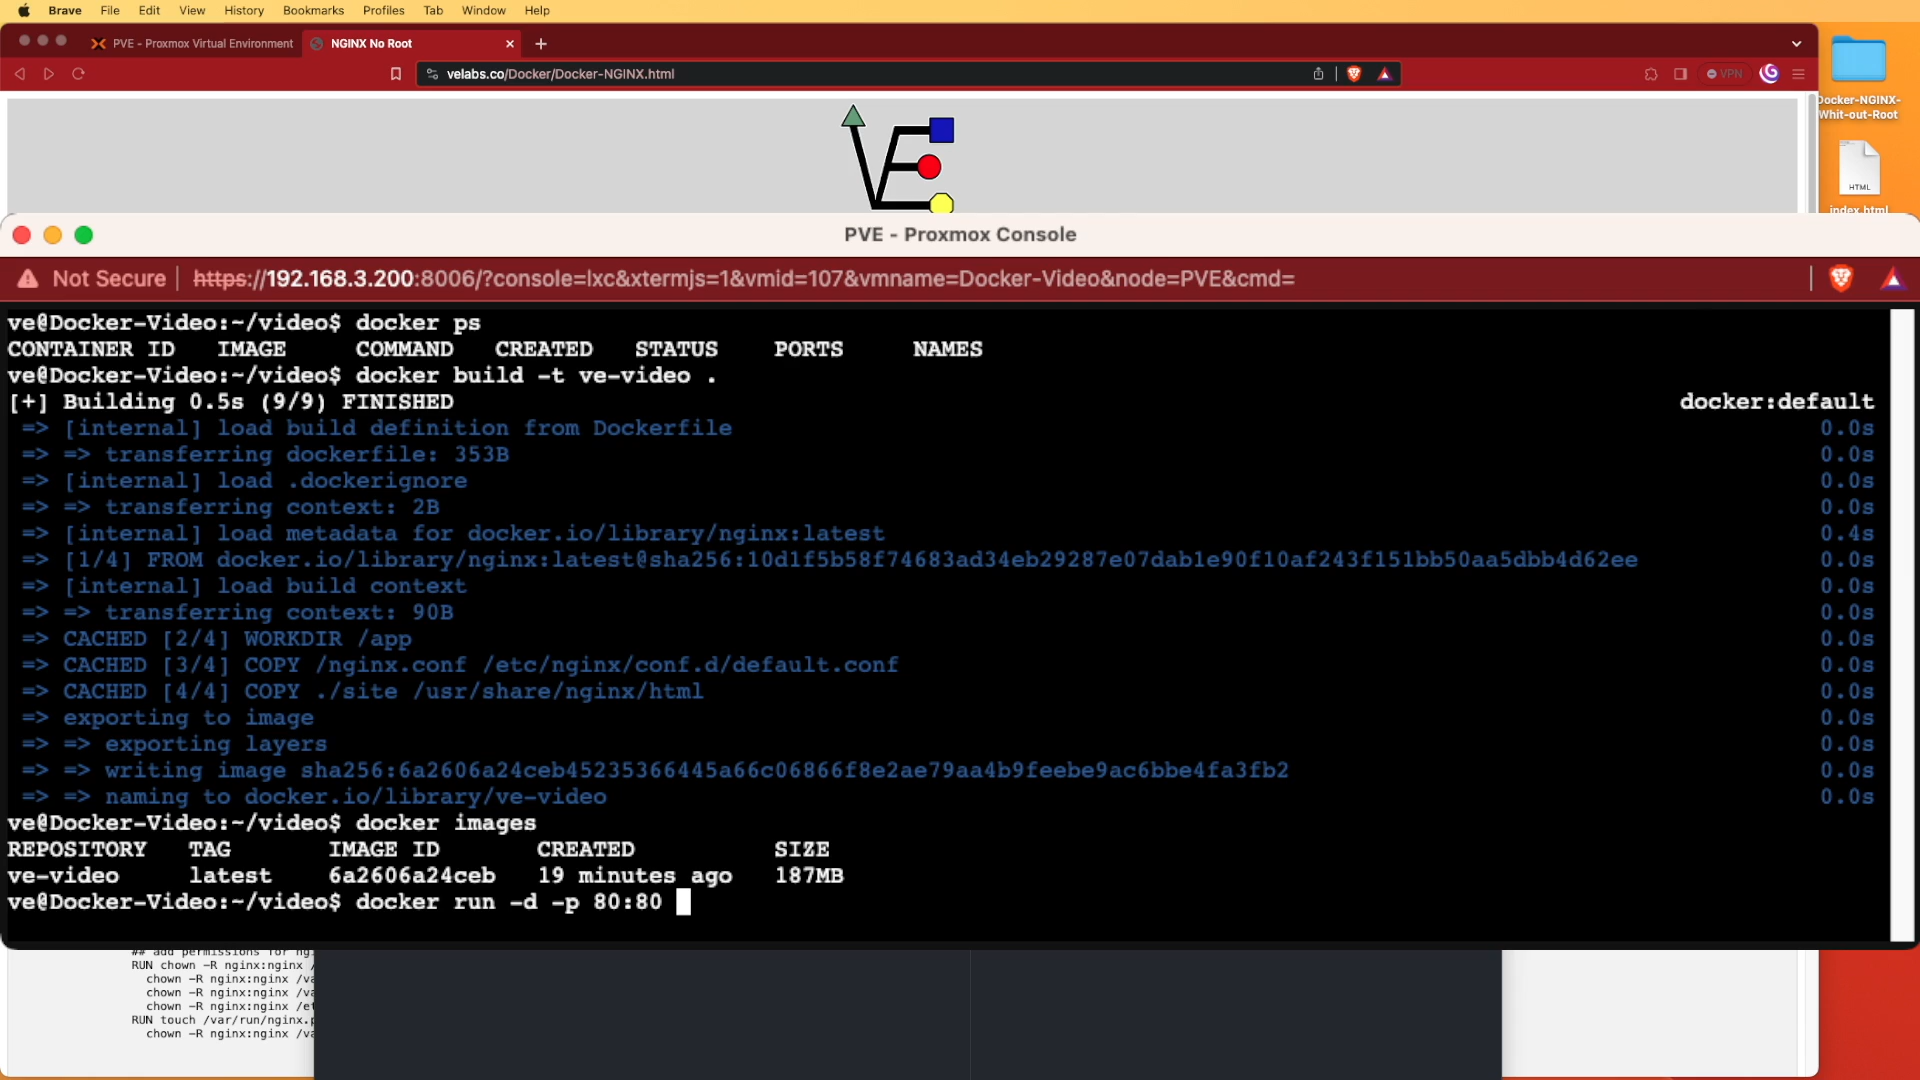 Brave File Edit View History Bookmarks Profiles Tab Window Help
PVE - Proxmox Virtual Environment
NGINX No Root
velabs.co/Docker/Docker-NGINX.html
VPN
Docker-NGINX-
Whit-out-Root
HTML
index.html
PVE - Proxmox Console
Not Secure https://192.168.3.200:8006/?console=lxc&xtermjs=1&vmid=107&vmname=Docker-Video&node=PVE&cmd=
ve@Docker-Video:~/video$ docker ps
CONTAINER ID IMAGE COMMAND CREATED STATUS PORTS NAMES
ve@Docker-Video:~/video$ docker build -t ve-video .
[+] Building 0.5s (9/9) FINISHED docker:default
=> [internal] load build definition from Dockerfile 0.0s
=> => transferring dockerfile: 353B 0.0s
=> [internal] load .dockerignore 0.0s
=> => transferring context: 2B 0.0s
=> [internal] load metadata for docker.io/library/nginx:latest 0.4s
=> [1/4] FROM docker.io/library/nginx:latest@sha256:10d1f5b58f74683ad34eb29287e07dab1e90f10af243f151bb50aa5dbb4d62ee 0.0s
=> [internal] load build context 0.0s
=> => transferring context: 90B 0.0s
=> CACHED [2/4] WORKDIR /app 0.0s
=> CACHED [3/4] COPY /nginx.conf /etc/nginx/conf.d/default.conf 0.0s
=> CACHED [4/4] COPY ./site /usr/share/nginx/html 0.0s
=> exporting to image 0.0s
=> => exporting layers 0.0s
=> => writing image sha256:6a2606a24ceb45235366445a66c06866f8e2ae79aa4b9feebe9ac6bbe4fa3fb2 0.0s
=> => naming to docker.io/library/ve-video 0.0s
ve@Docker-Video:~/video$ docker images
REPOSITORY TAG IMAGE ID CREATED SIZE
ve-video latest 6a2606a24ceb 19 minutes ago 187MB
ve@Docker-Video:~/video$ docker run -d -p 80:80
## add permissions for ngi
RUN chown -R nginx:nginx /
chown -R nginx:nginx /va
chown -R nginx:nginx /va
chown -R nginx:nginx /et
RUN touch /var/run/nginx.p
chown -R nginx:nginx /va